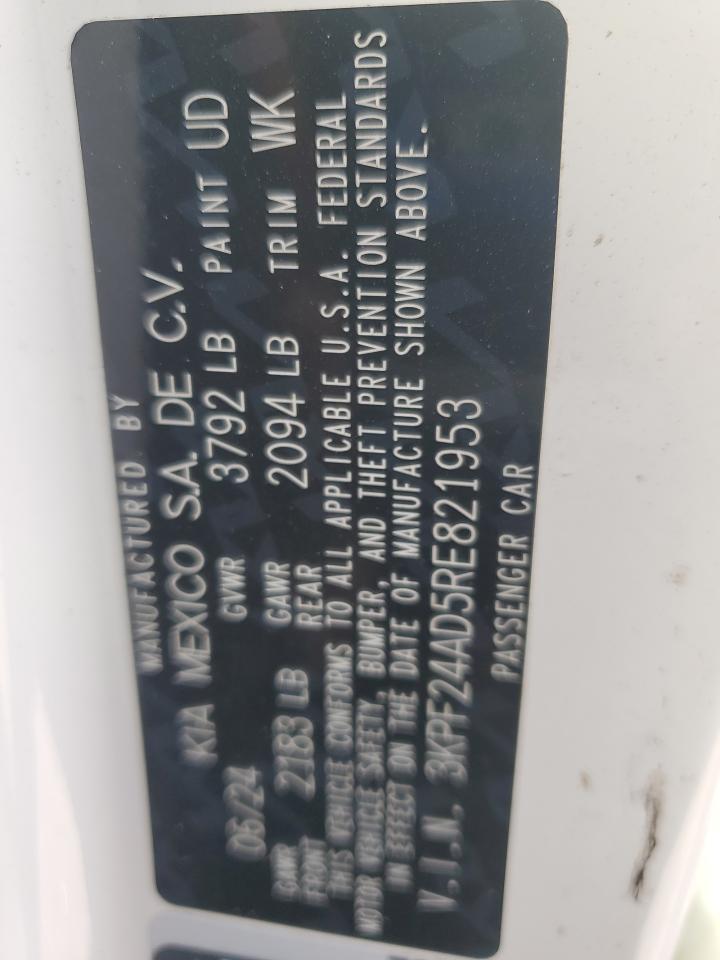 MANUFACTURED BY
KIA MEXICO S.A. DE C.V.
06/24 GVWR 3792 LB PAINT UD
GAWR FRONT 2183 LB GAWR REAR 2094 LB TRIM WK
THIS VEHICLE CONFORMS TO ALL APPLICABLE U.S.A. FEDERAL
MOTOR VEHICLE SAFETY, BUMPER, AND THEFT PREVENTION STANDARDS
IN EFFECT ON THE DATE OF MANUFACTURE SHOWN ABOVE.
V.I.N. 3KPF24AD5RE821953
PASSENGER CAR